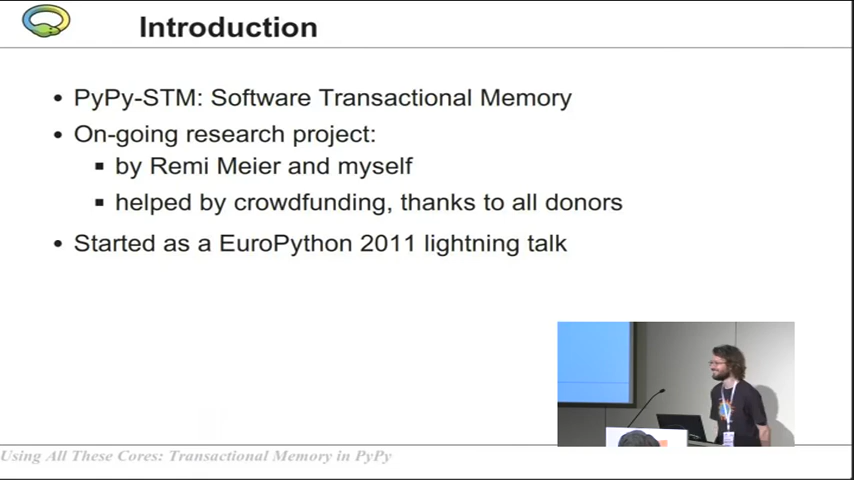 Introduction
• PyPy-STM: Software Transactional Memory
• On-going research project:
▪ by Remi Meier and myself
▪ helped by crowdfunding, thanks to all donors
• Started as a EuroPython 2011 lightning talk
Using All These Cores: Transactional Memory in PyPy